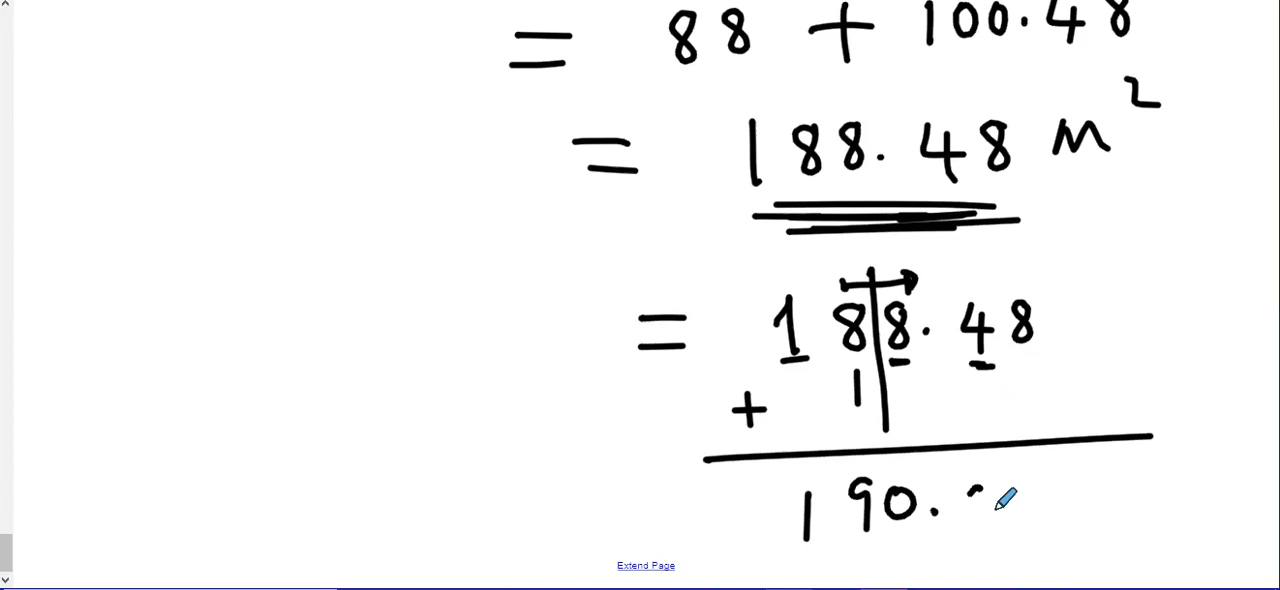 = 88 + 100.48
= 188.48 m²
= 188.48
+ 1
190.
Extend Page